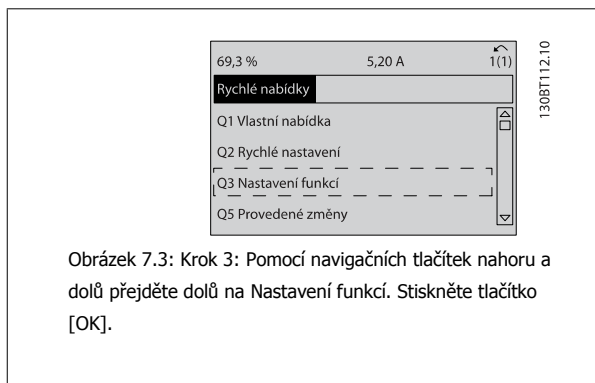 69,3 %	5,20 A	1(1)
Rychlé nabídky
Q1 Vlastní nabídka
Q2 Rychlé nastavení
Q3 Nastavení funkcí
Q5 Provedené změny
130BT112.10
Obrázek 7.3: Krok 3: Pomocí navigačních tlačítek nahoru a
dolů přejděte dolů na Nastavení funkcí. Stiskněte tlačítko
[OK].